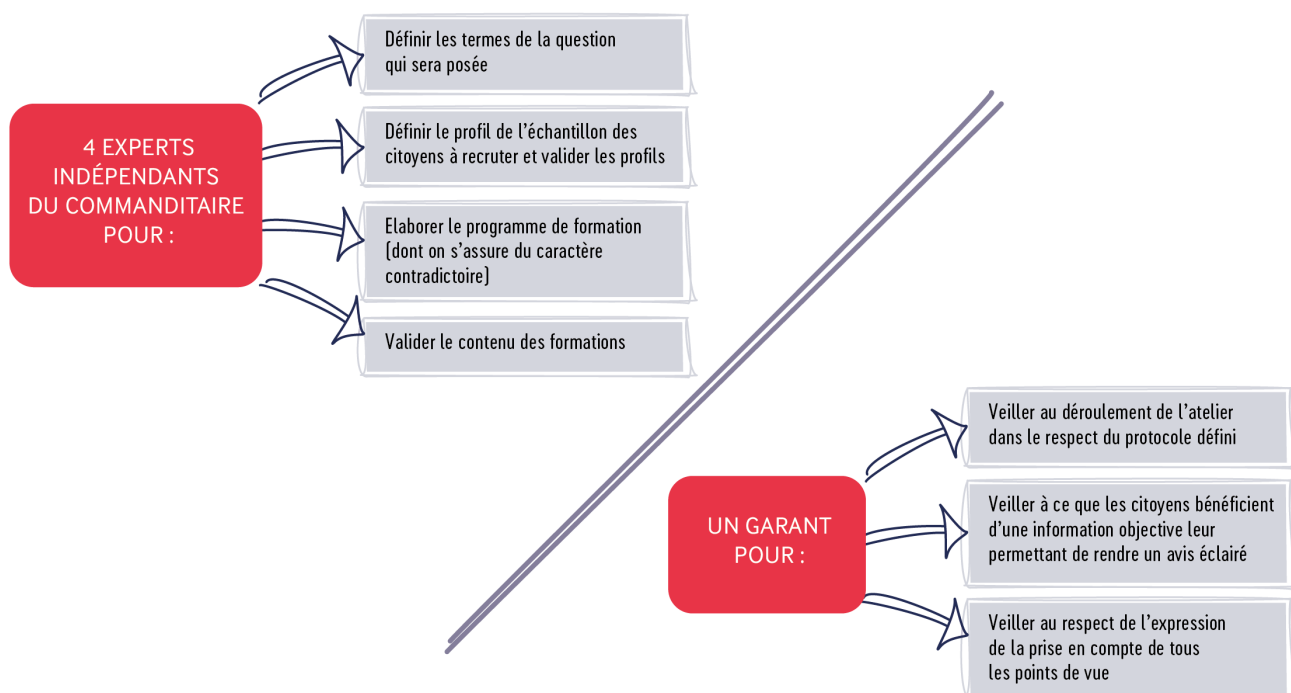 4 EXPERTS
INDÉPENDANTS
DU COMMANDITAIRE
POUR :
Définir les termes de la question
qui sera posée
Définir le profil de l'échantillon des
citoyens à recruter et valider les profils
Elaborer le programme de formation
(dont on s'assure du caractère
contradictoire)
Valider le contenu des formations
UN GARANT
POUR :
Veiller au déroulement de l'atelier
dans le respect du protocole défini
Veiller à ce que les citoyens bénéficient
d'une information objective leur
permettant de rendre un avis éclairé
Veiller au respect de l'expression
de la prise en compte de tous
les points de vue